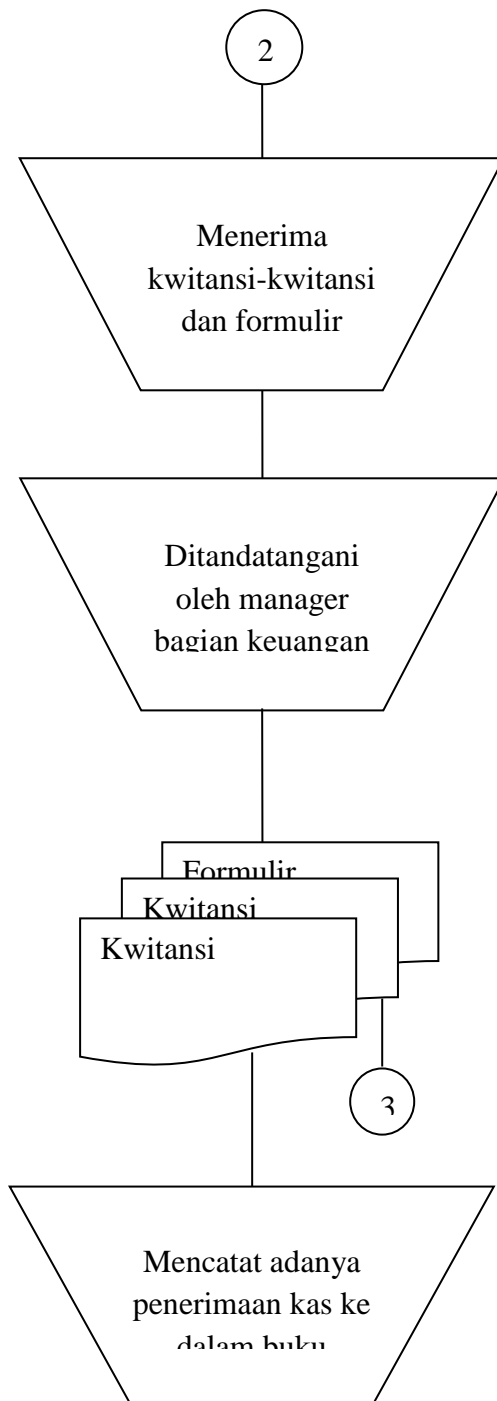 2
Menerima
kwitansi-kwitansi
dan formulir
Ditandatangani
oleh manager
bagian keuangan
Formulir
Kwitansi
Kwitansi
3
Mencatat adanya
penerimaan kas ke
dalam buku